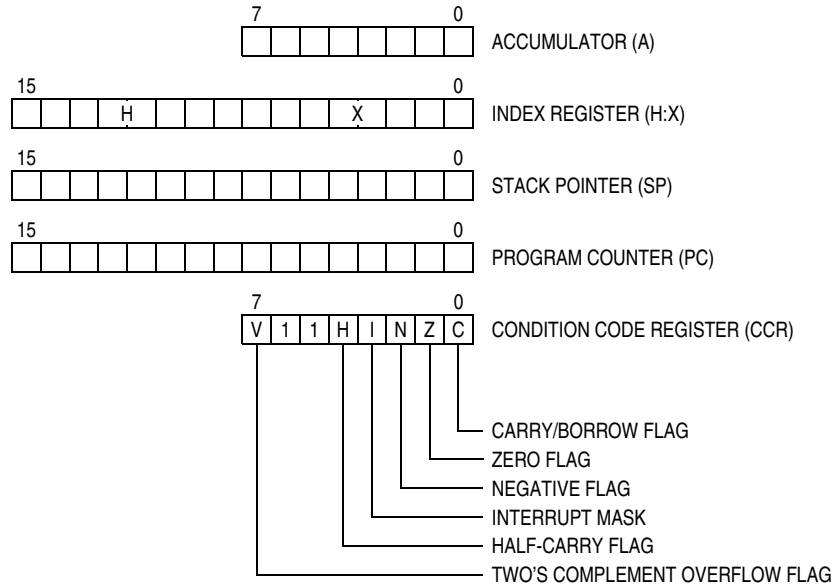 7 0
ACCUMULATOR (A)
15 0
H X INDEX REGISTER (H:X)
15 0
STACK POINTER (SP)
15 0
PROGRAM COUNTER (PC)
7 0
V 1 1 H I N Z C CONDITION CODE REGISTER (CCR)
CARRY/BORROW FLAG
ZERO FLAG
NEGATIVE FLAG
INTERRUPT MASK
HALF-CARRY FLAG
TWO'S COMPLEMENT OVERFLOW FLAG